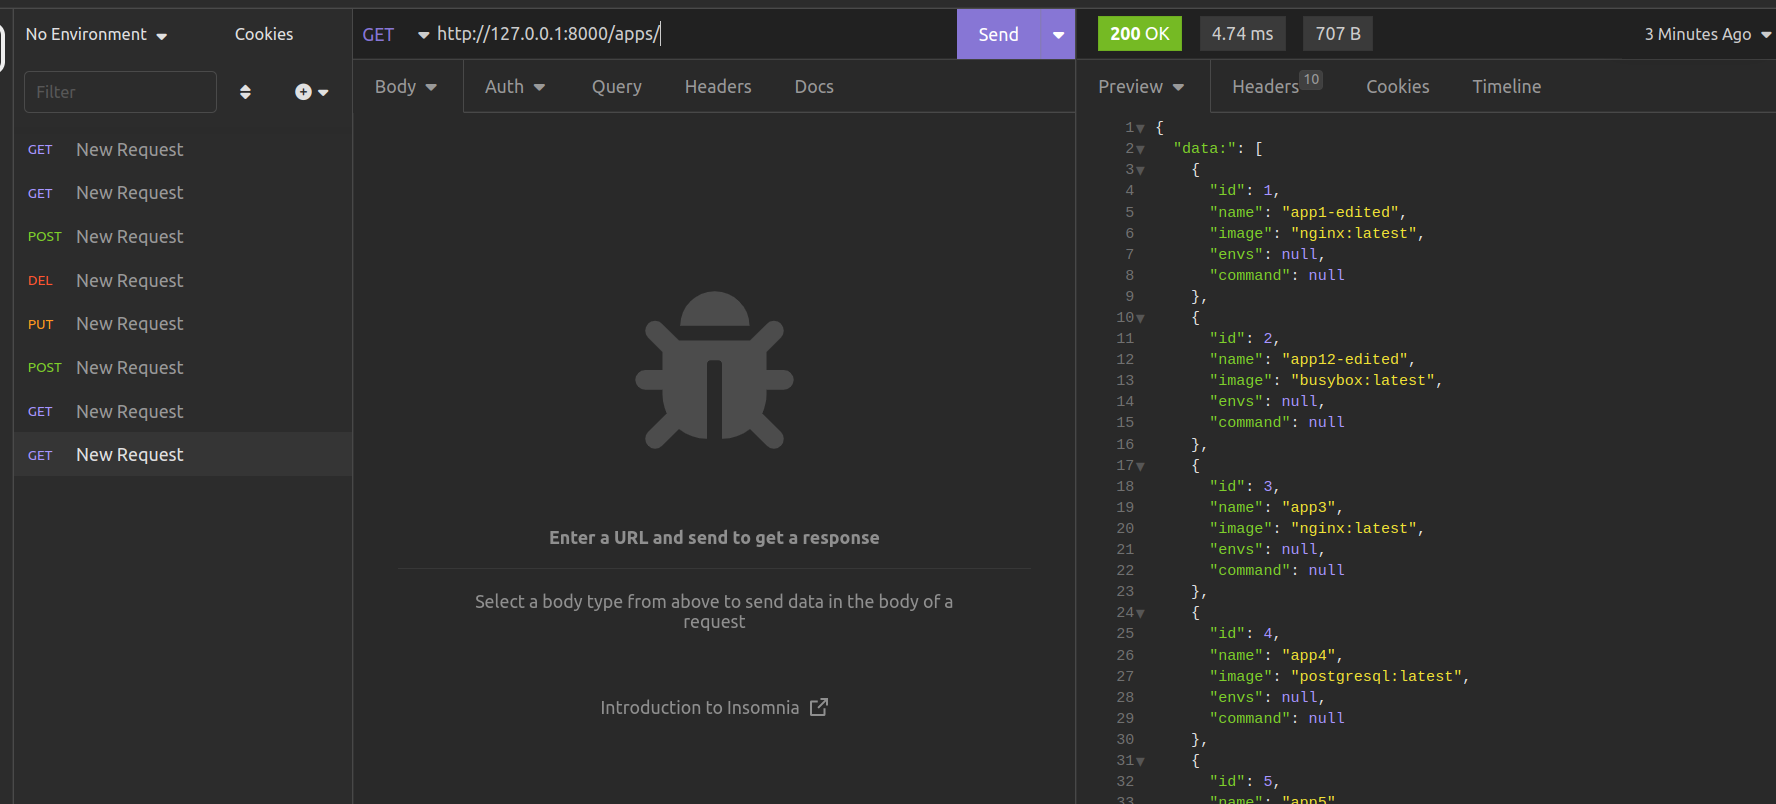 No Environment
Cookies
Filter
GET New Request
GET New Request
POST New Request
DEL New Request
PUT New Request
POST New Request
GET New Request
GET New Request
GET http://127.0.0.1:8000/apps/ Send
Body Auth Query Headers Docs
Enter a URL and send to get a response
Select a body type from above to send data in the body of a
request
Introduction to Insomnia
200 OK 4.74 ms 707 B 3 Minutes Ago
Preview Headers 10 Cookies Timeline
1 {
2 "data:": [
3 {
4 "id": 1,
5 "name": "app1-edited",
6 "image": "nginx:latest",
7 "envs": null,
8 "command": null
9 },
10 {
11 "id": 2,
12 "name": "app12-edited",
13 "image": "busybox:latest",
14 "envs": null,
15 "command": null
16 },
17 {
18 "id": 3,
19 "name": "app3",
20 "image": "nginx:latest",
21 "envs": null,
22 "command": null
23 },
24 {
25 "id": 4,
26 "name": "app4",
27 "image": "postgresql:latest",
28 "envs": null,
29 "command": null
30 },
31 {
32 "id": 5,
33 "name": "app5"